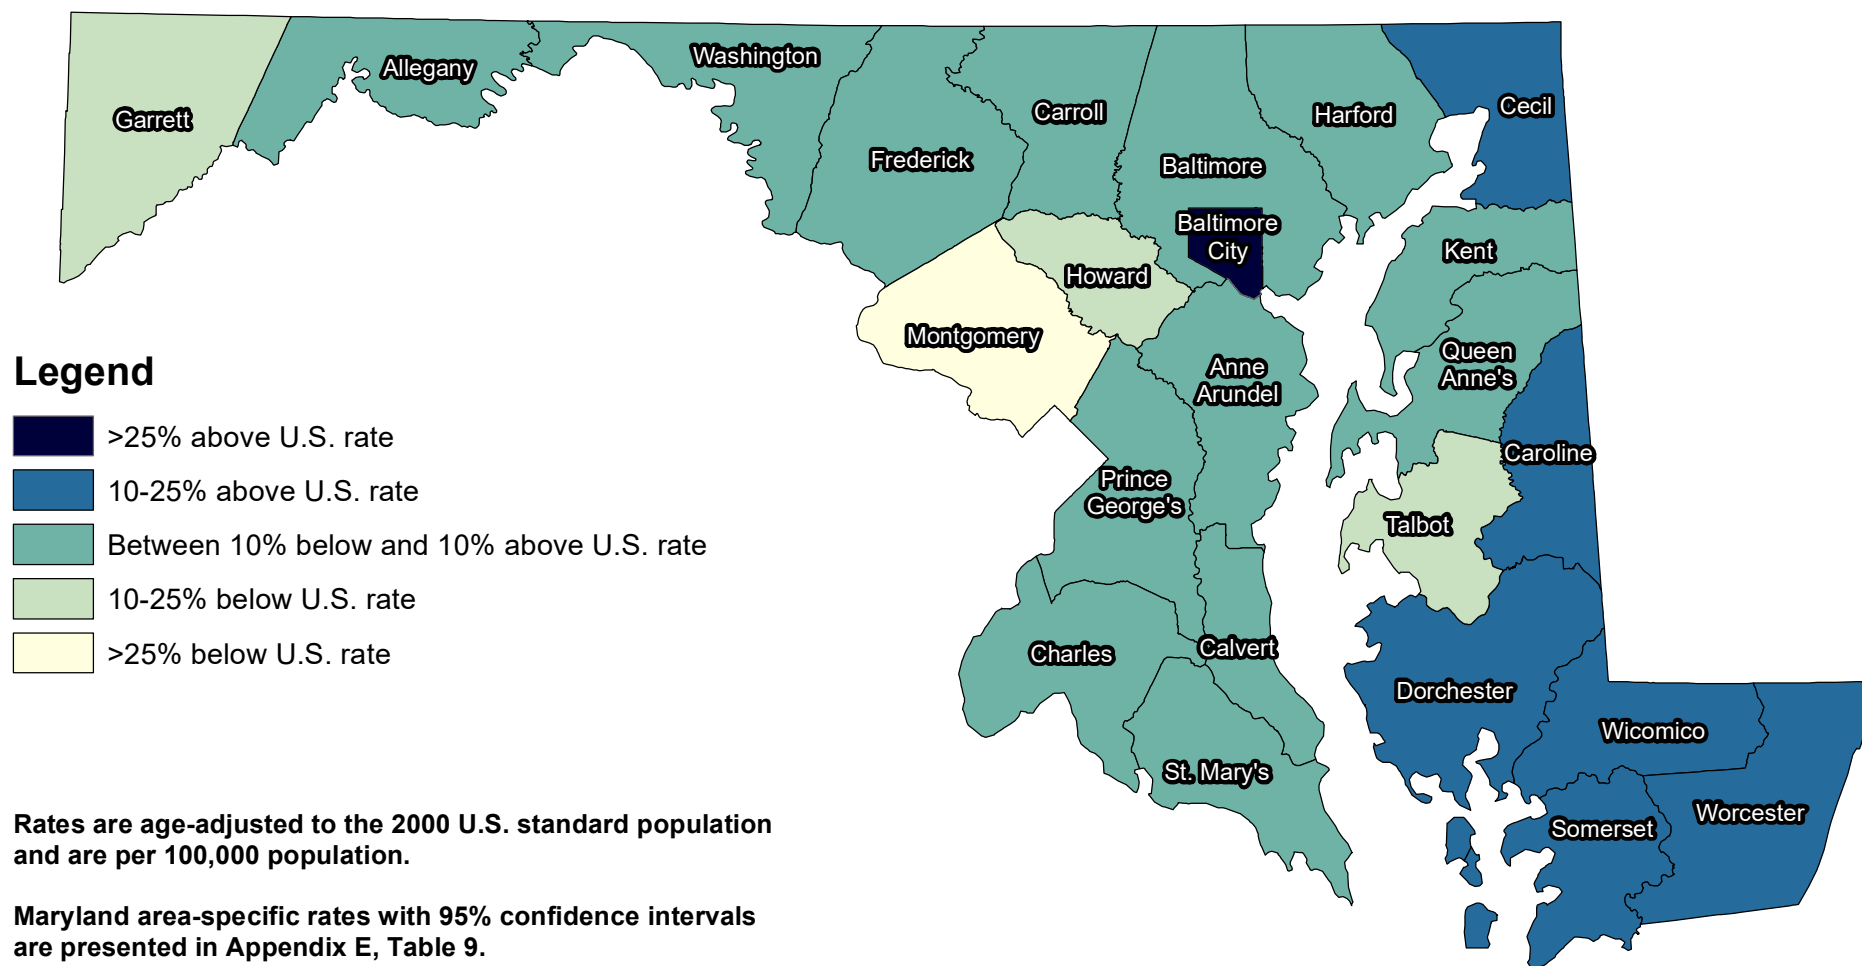 Garrett
Allegany
Washington
Frederick
Carroll
Baltimore
Baltimore
City
Harford
Cecil
Howard
Montgomery
Kent
Queen
Anne's
Anne
Arundel
Caroline
Prince
George's
Talbot
Charles
Calvert
St. Mary's
Dorchester
Wicomico
Worcester
Somerset
Legend
>25% above U.S. rate
10-25% above U.S. rate
Between 10% below and 10% above U.S. rate
10-25% below U.S. rate
>25% below U.S. rate
Rates are age-adjusted to the 2000 U.S. standard population
and are per 100,000 population.
Maryland area-specific rates with 95% confidence intervals
are presented in Appendix E, Table 9.